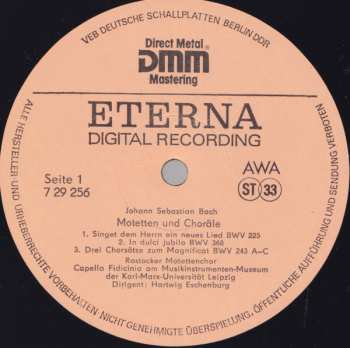 VEB DEUTSCHE SCHALLPLATTEN BERLIN DDR
Direct Metal
DMM
Mastering
ETERNA
DIGITAL RECORDING
Seite 1
7 29 256
AWA
ST 33
Johann Sebastian Bach
Motetten und Choräle
1. Singet dem Herrn ein neues Lied BWV 225
2. In dulci jubilo BWV 368
3. Drei Chorsätze zum Magnificat BWV 243 A–C
Rostocker Motettenchor
Capella Fidicinia am Musikinstrumenten-Museum
der Karl-Marx-Universität Leipzig
Dirigent: Hartwig Eschenburg
ALLE HERSTELLER- UND URHEBERRECHTE VORBEHALTEN NICHT GENEHMIGTE ÜBERSPIELUNG, ÖFFENTLICHE AUFFÜHRUNG UND SENDUNG VERBOTEN